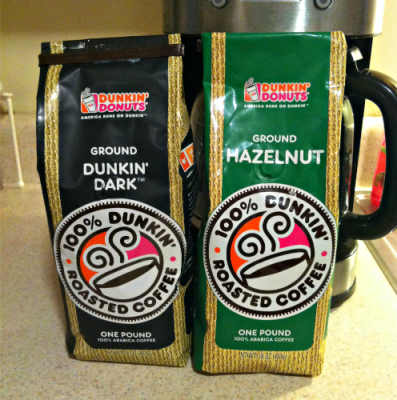 DUNKIN'
DONUTS
AMERICA RUNS ON DUNKIN'
GROUND
DUNKIN'
DARK™
100% DUNKIN'
ROASTED COFFEE
ONE POUND
100% ARABICA COFFEE
DUNKIN'
DONUTS
AMERICA RUNS ON DUNKIN'
GROUND
HAZELNUT
100% DUNKIN'
ROASTED COFFEE
ONE POUND
100% ARABICA COFFEE